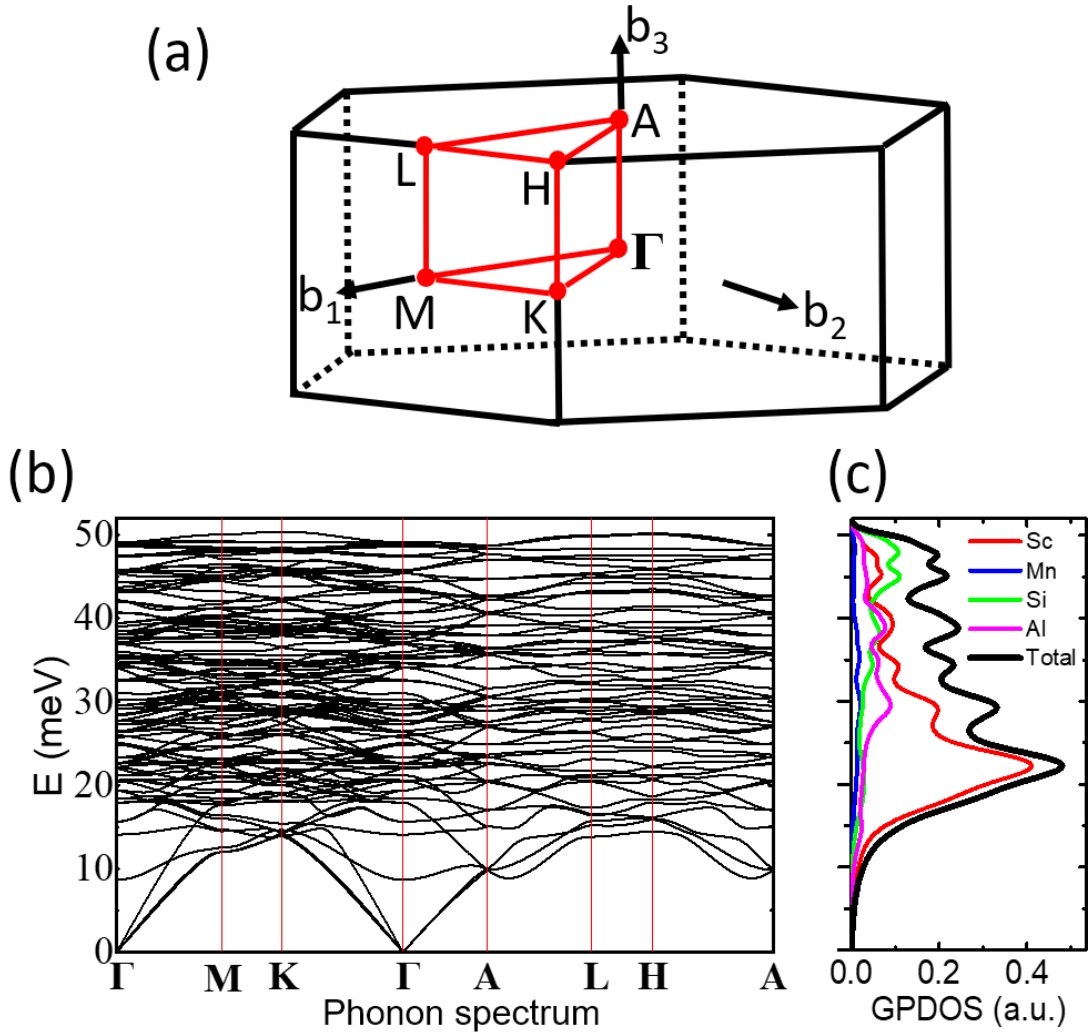 (a)
b3
A
L
H
Γ
b1
M
K
b2
(b)
(c)
50
40
30
20
10
0
E (meV)
Γ M K Γ A L H A
Phonon spectrum
Sc
Mn
Si
Al
Total
0.0 0.2 0.4
GPDOS (a.u.)